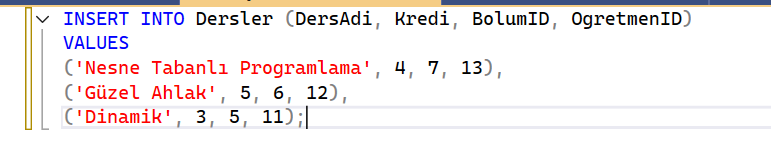 INSERT INTO Dersler (DersAdi, Kredi, BolumID, OgretmenID)
VALUES
('Nesne Tabanlı Programlama', 4, 7, 13),
('Güzel Ahlak', 5, 6, 12),
('Dinamik', 3, 5, 11);